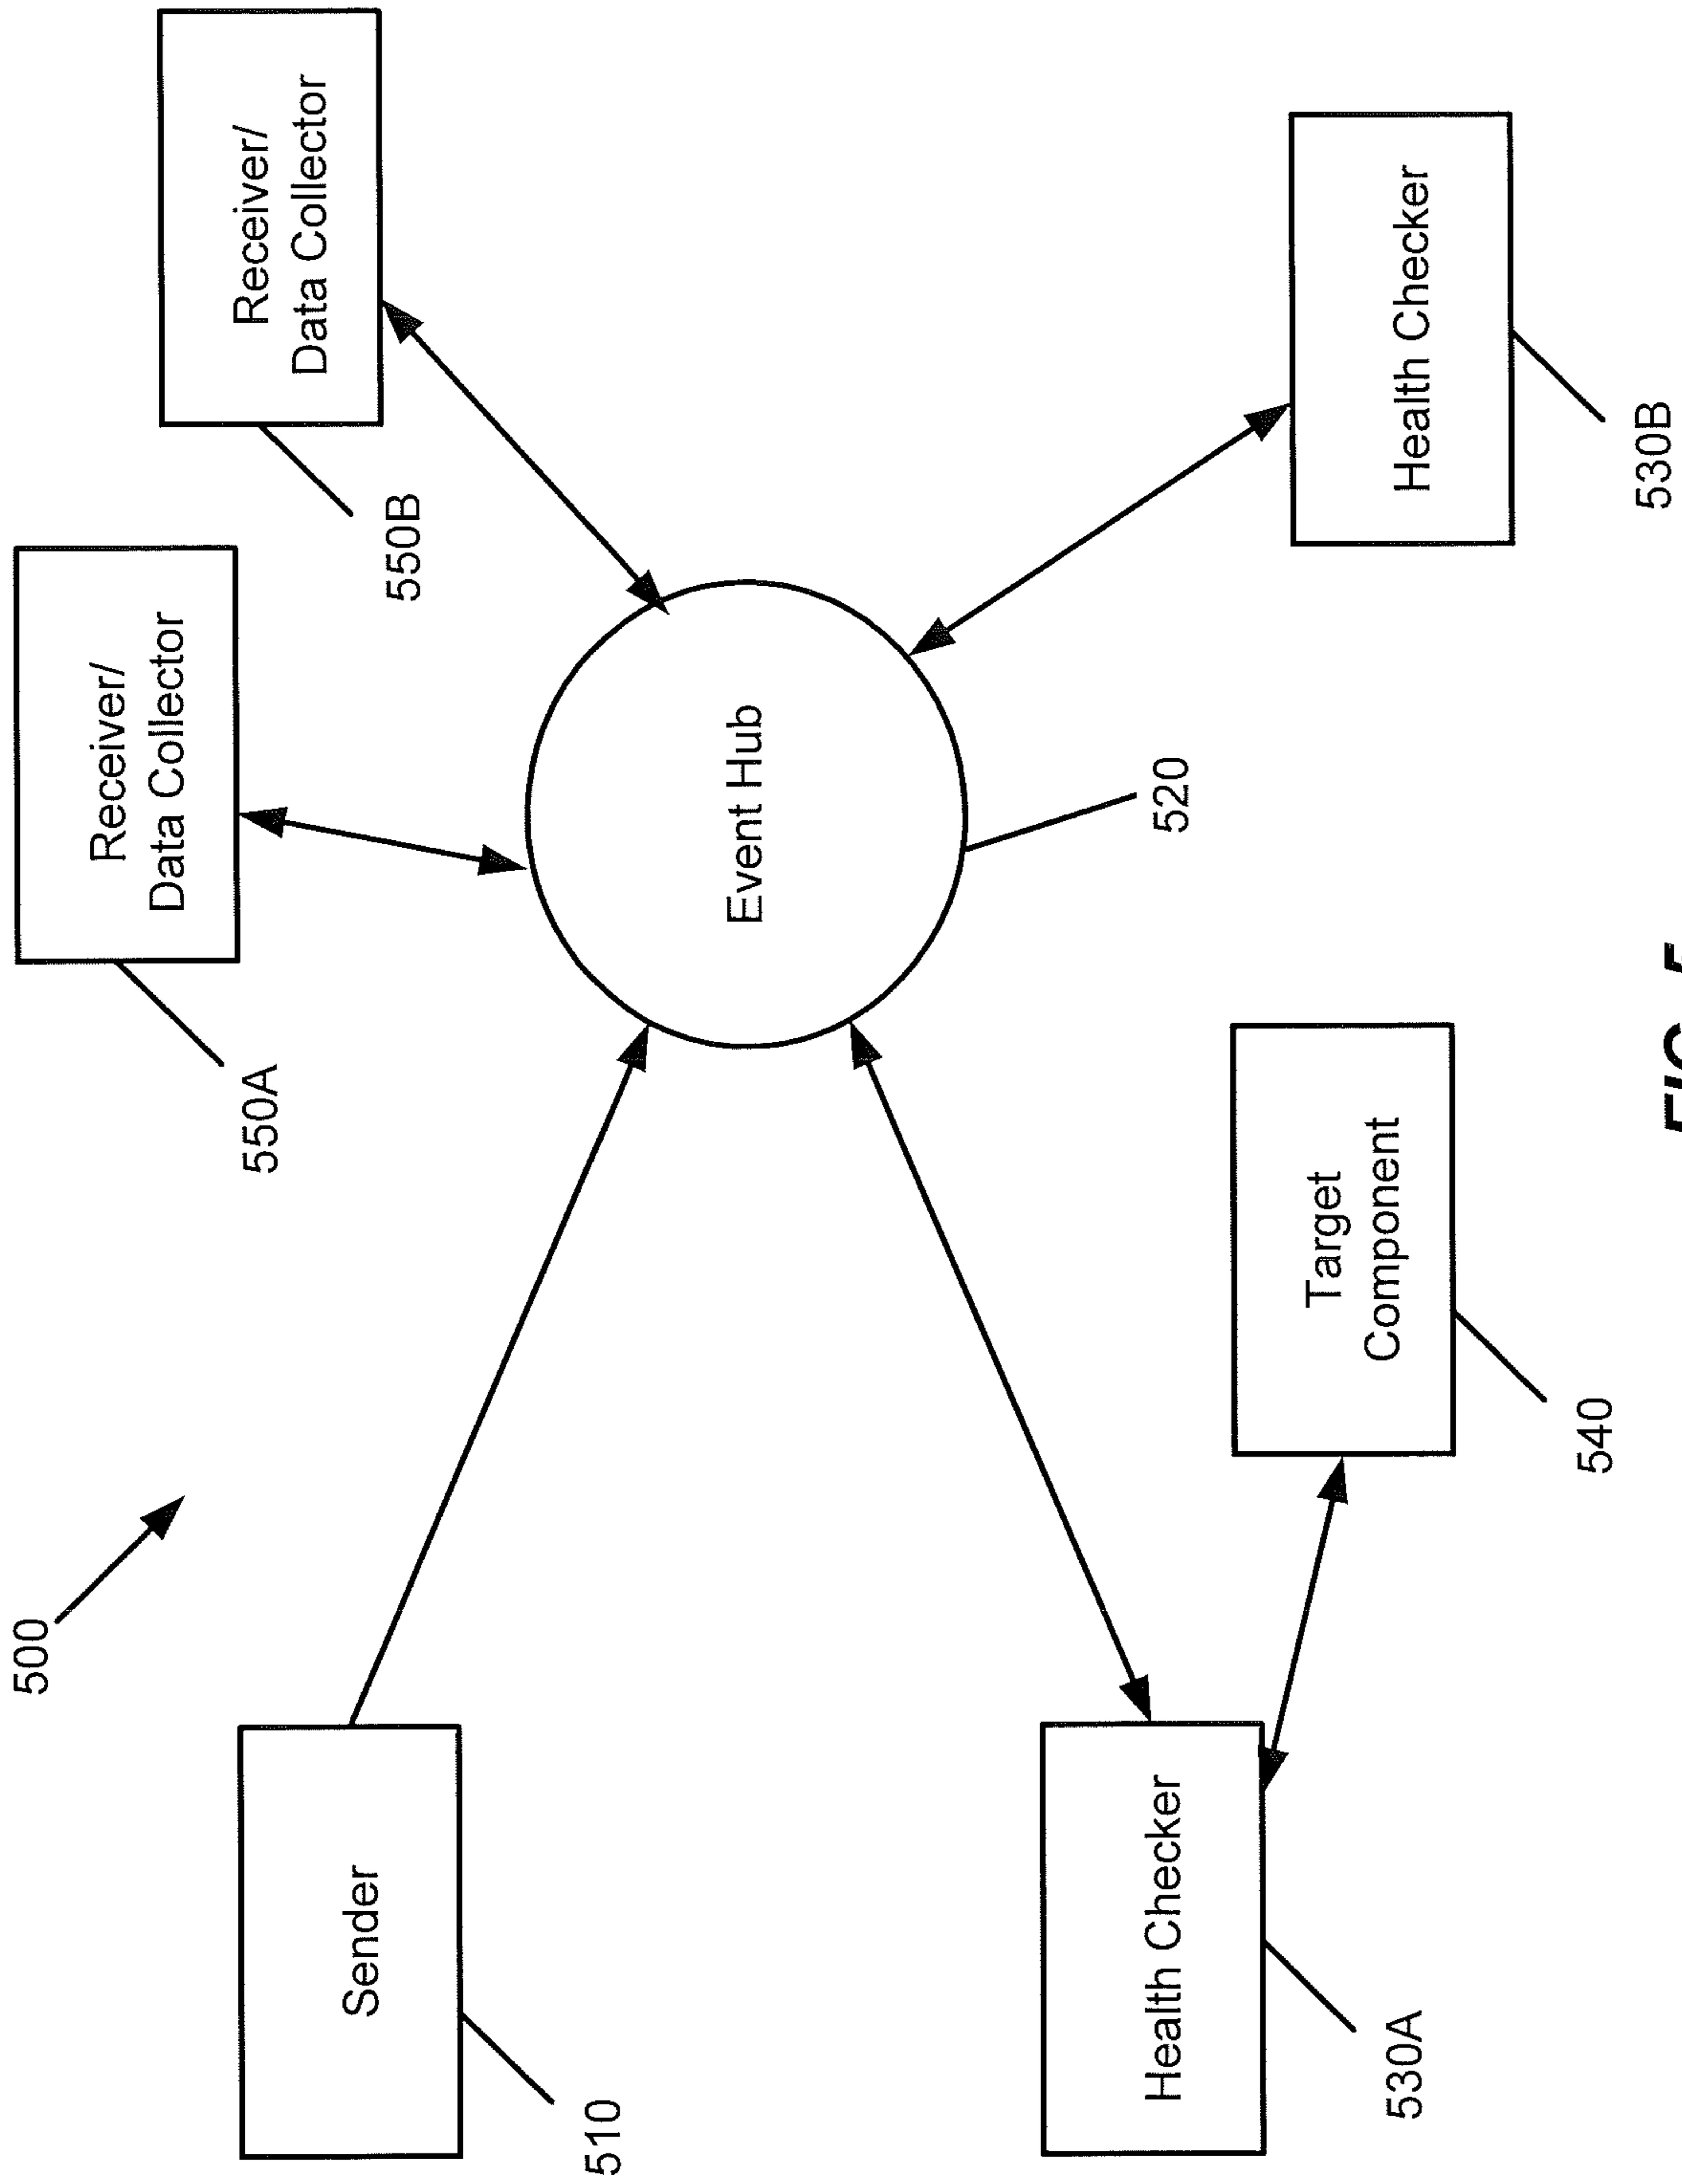 500
Sender
510
Receiver/
Data Collector
550A
Receiver/
Data Collector
550B
Event Hub
520
Health Checker
530A
Target
Component
540
Health Checker
530B